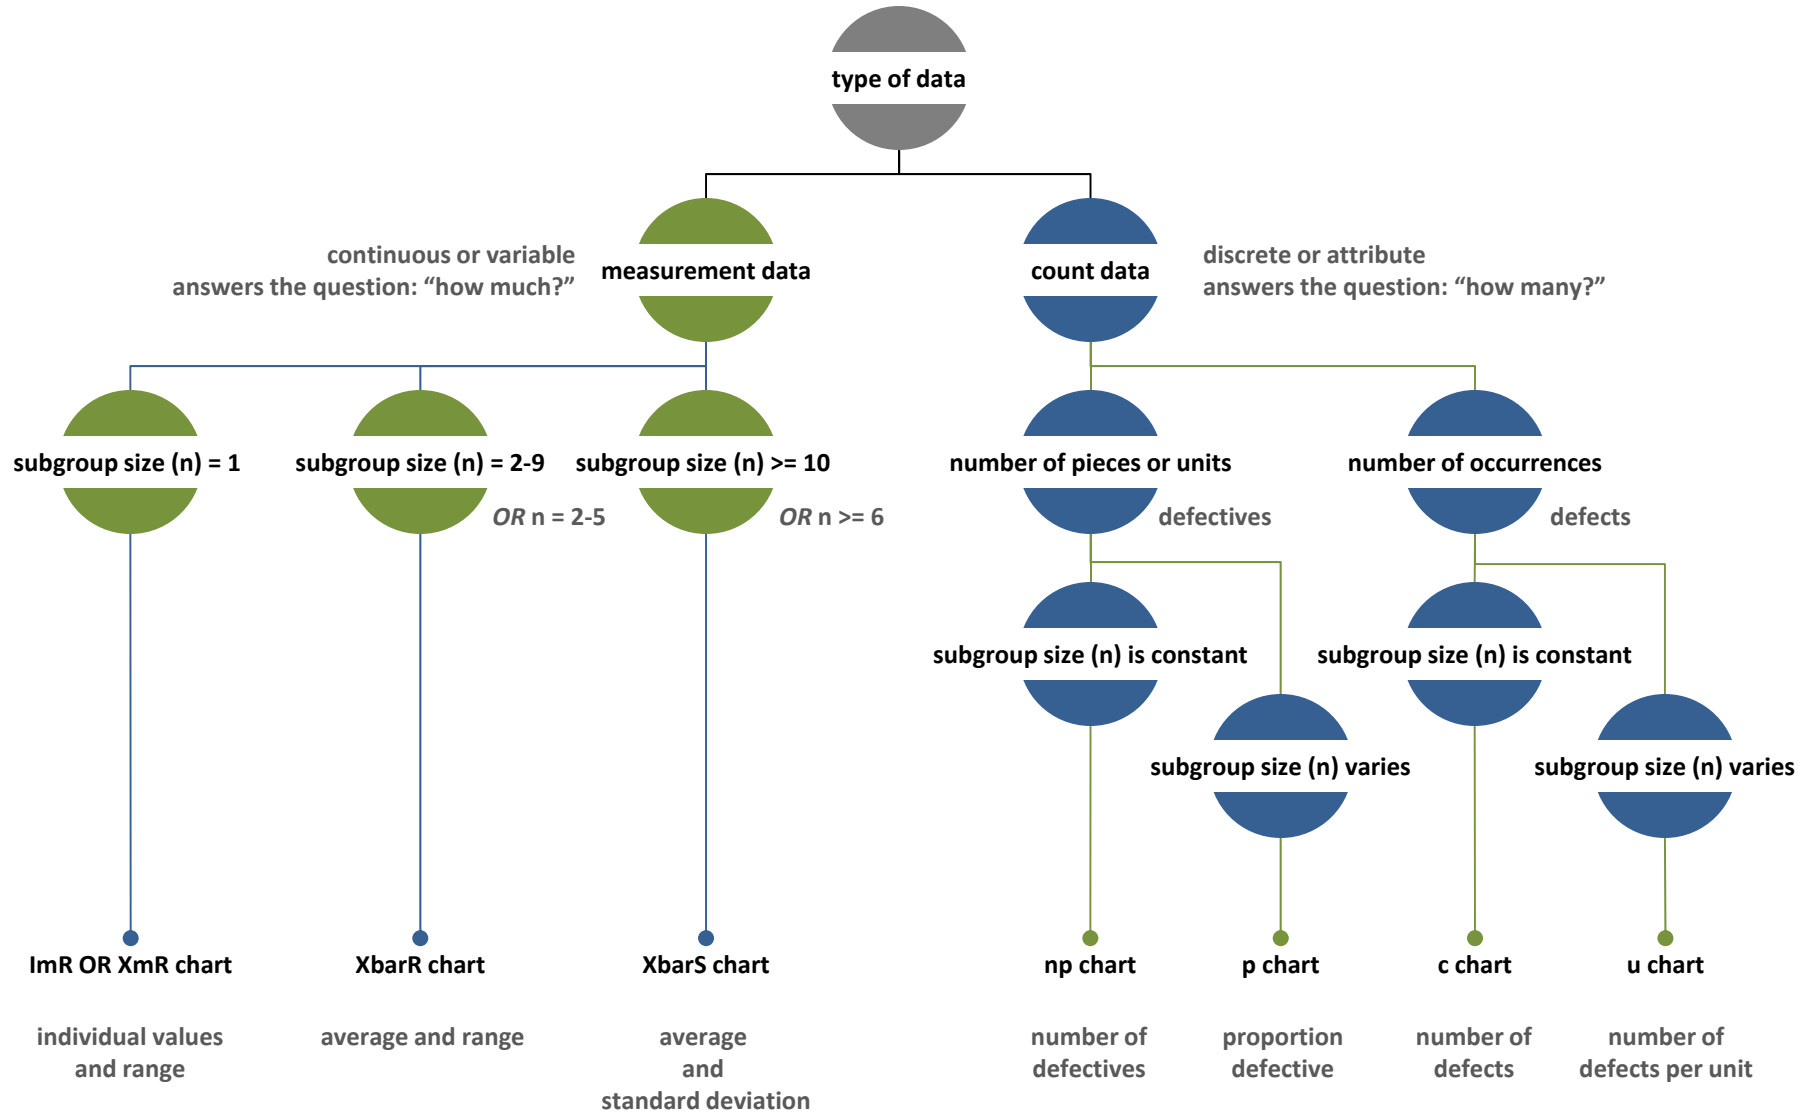 type of data
continuous or variable
answers the question: “how much?”
measurement data
count data
discrete or attribute
answers the question: “how many?”
subgroup size (n) = 1
subgroup size (n) = 2-9
OR n = 2-5
subgroup size (n) >= 10
OR n >= 6
number of pieces or units
defectives
number of occurrences
defects
subgroup size (n) is constant
subgroup size (n) varies
subgroup size (n) is constant
subgroup size (n) varies
ImR OR XmR chart
individual values
and range
XbarR chart
average and range
XbarS chart
average
and
standard deviation
np chart
number of
defectives
p chart
proportion
defective
c chart
number of
defects
u chart
number of
defects per unit